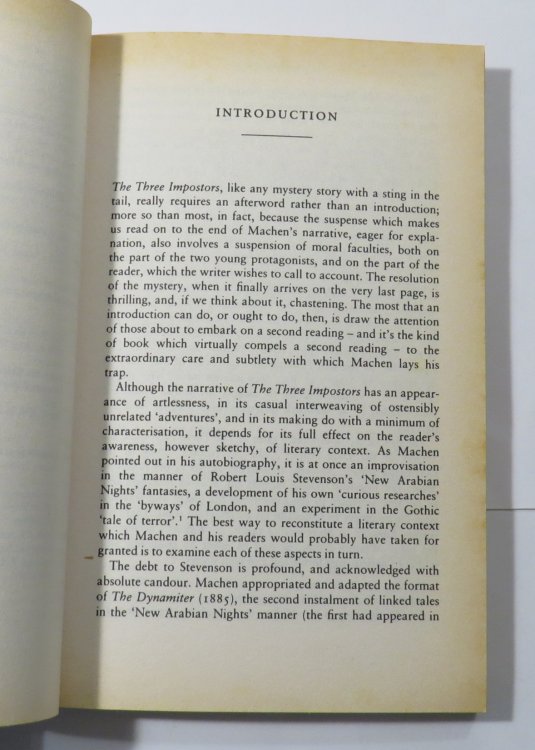 INTRODUCTION
The Three Impostors, like any mystery story with a sting in the
tail, really requires an afterword rather than an introduction;
more so than most, in fact, because the suspense which makes
us read on to the end of Machen's narrative, eager for expla-
nation, also involves a suspension of moral faculties, both on
the part of the two young protagonists, and on the part of the
reader, which the writer wishes to call to account. The resolution
of the mystery, when it finally arrives on the very last page, is
thrilling, and, if we think about it, chastening. The most that an
introduction can do, or ought to do, then, is draw the attention
of those about to embark on a second reading – and it's the kind
of book which virtually compels a second reading – to the
extraordinary care and subtlety with which Machen lays his
trap.
Although the narrative of The Three Impostors has an appear-
ance of artlessness, in its casual interweaving of ostensibly
unrelated 'adventures', and in its making do with a minimum of
characterisation, it depends for its full effect on the reader's
awareness, however sketchy, of literary context. As Machen
pointed out in his autobiography, it is at once an improvisation
in the manner of Robert Louis Stevenson's 'New Arabian
Nights' fantasies, a development of his own 'curious researches'
in the 'byways' of London, and an experiment in the Gothic
'tale of terror'.¹ The best way to reconstitute a literary context
which Machen and his readers would probably have taken for
granted is to examine each of these aspects in turn.
The debt to Stevenson is profound, and acknowledged with
absolute candour. Machen appropriated and adapted the format
of The Dynamiter (1885), the second instalment of linked tales
in the 'New Arabian Nights' manner (the first had appeared in